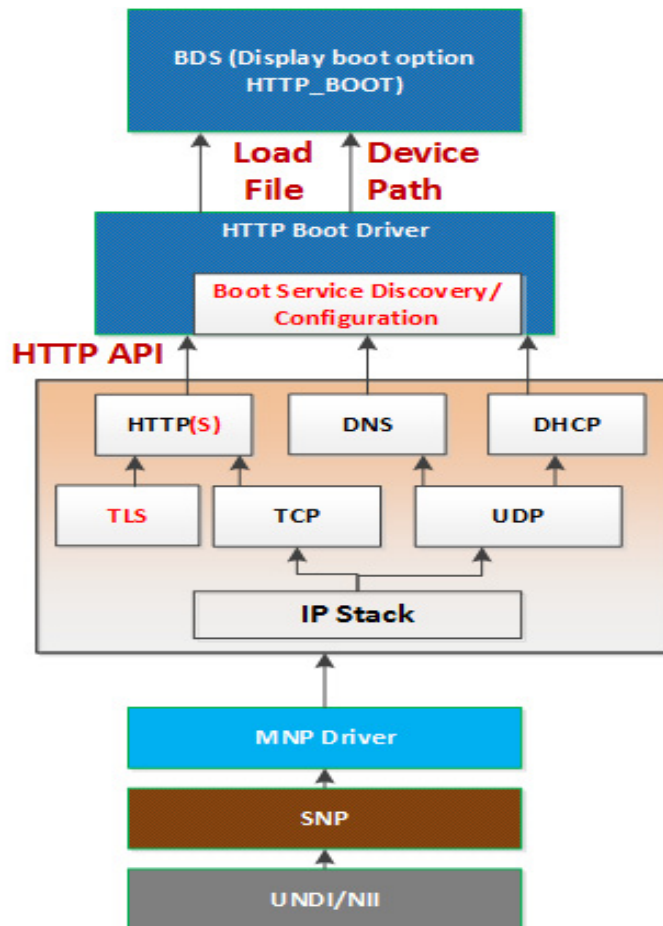 BDS (Display boot option
HTTP_BOOT)
Load
File
Device
Path
HTTP Boot Driver
Boot Service Discovery/
Configuration
HTTP API
HTTP(S)
DNS
DHCP
TLS
TCP
UDP
IP Stack
MNP Driver
SNP
UNDI/NII